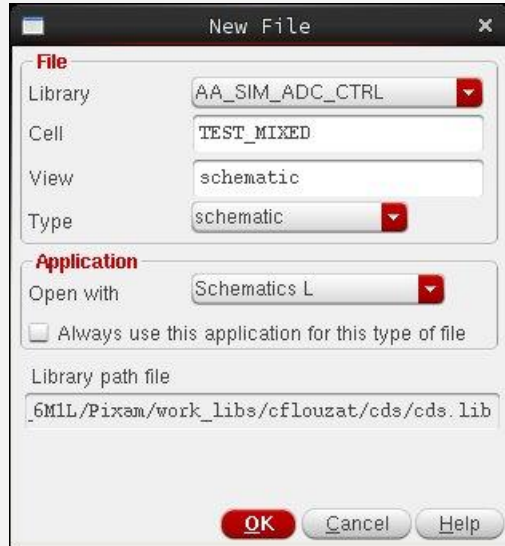 New File
File
Library AA_SIM_ADC_CTRL
Cell TEST_MIXED
View schematic
Type schematic
Application
Open with Schematics L
Always use this application for this type of file
Library path file
_6M1L/Pixam/work_libs/cflouzat/cds/cds.lib
OK Cancel Help